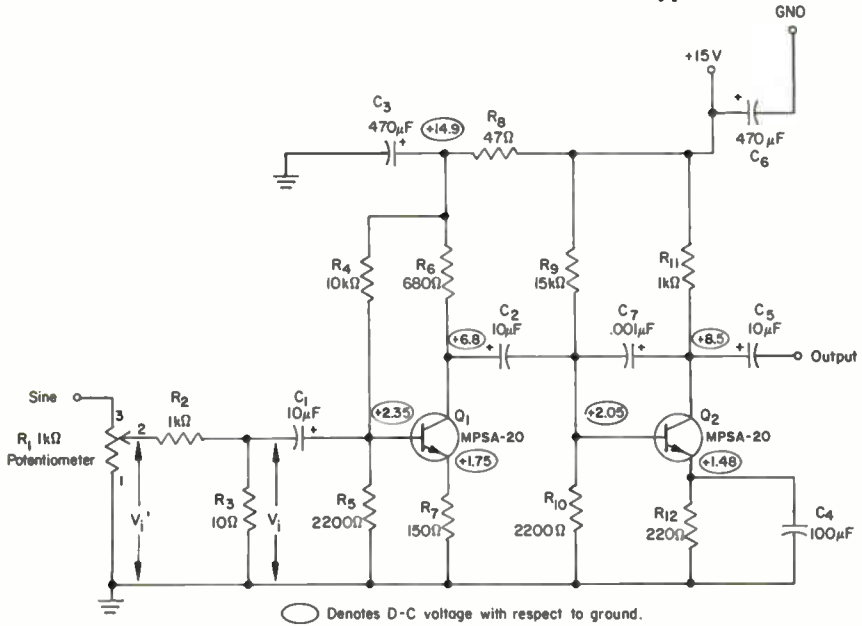 GND
+15V
C3
470μF
+
+14.9
R8
47Ω
+
470μF
C6
R4
10kΩ
R6
680Ω
R9
15kΩ
R11
1kΩ
C2
10μF
+
+6.8
C7
.001μF
+
+8.5
C5
10μF
+
Output
Sine
3
2
1
R1 1kΩ
Potentiometer
R2
1kΩ
C1
10μF
+
+2.35
Q1
MPSA-20
+1.75
+2.05
Q2
MPSA-20
+1.48
Vi'
R3
10Ω
Vi
R5
2200Ω
R7
150Ω
R10
2200Ω
R12
220Ω
C4
100μF
Denotes D-C voltage with respect to ground.